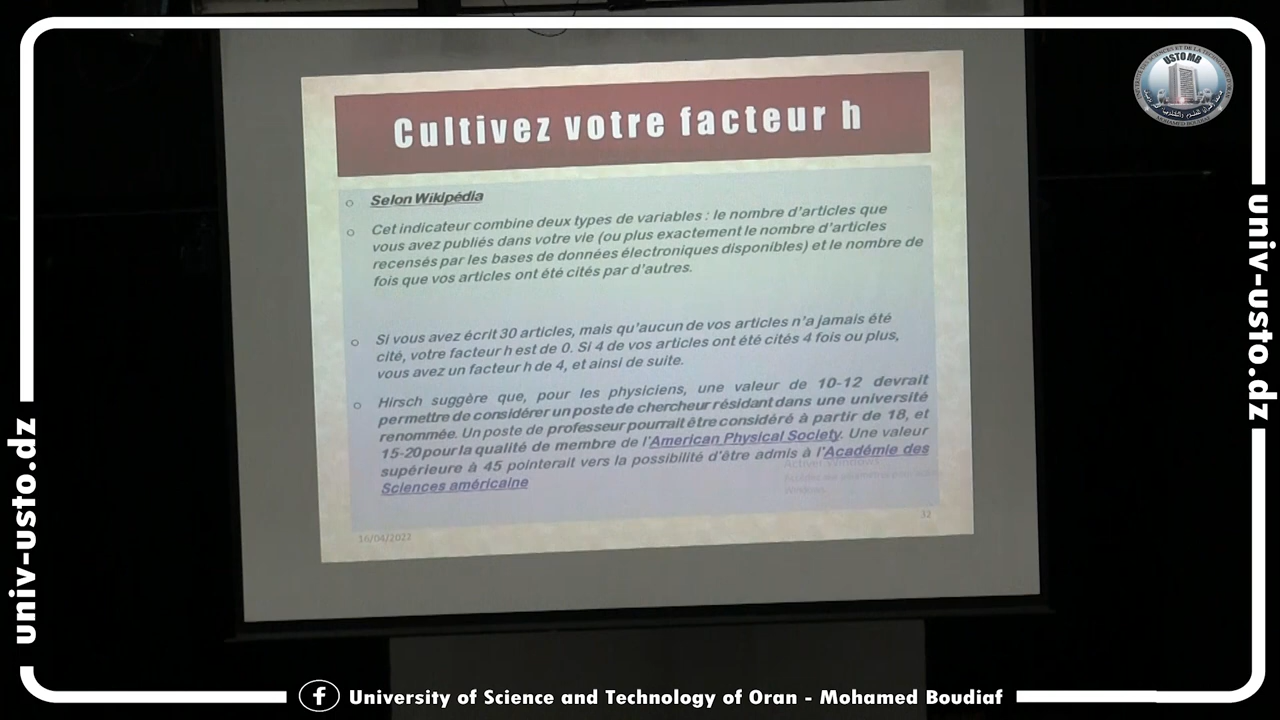 Cultivez votre facteur h
Selon Wikipédia
Cet indicateur combine deux types de variables : le nombre d'articles que
vous avez publiés dans votre vie (ou plus exactement le nombre d'articles
recensés par les bases de données électroniques disponibles) et le nombre de
fois que vos articles ont été cités par d'autres.
Si vous avez écrit 30 articles, mais qu'aucun de vos articles n'a jamais été
cité, votre facteur h est de 0. Si 4 de vos articles ont été cités 4 fois ou plus,
vous avez un facteur h de 4, et ainsi de suite.
Hirsch suggère que, pour les physiciens, une valeur de 10-12 devrait
permettre de considérer un poste de chercheur résidant dans une université
renommée. Un poste de professeur pourrait être considéré à partir de 18, et
15-20 pour la qualité de membre de l'American Physical Society. Une valeur
supérieure à 45 pointerait vers la possibilité d'être admis à l'Académie des
Sciences américaine
Activer Windows
Windows.
16/04/2022
32
USTO MB
univ-usto.dz
univ-usto.dz
University of Science and Technology of Oran - Mohamed Boudiaf